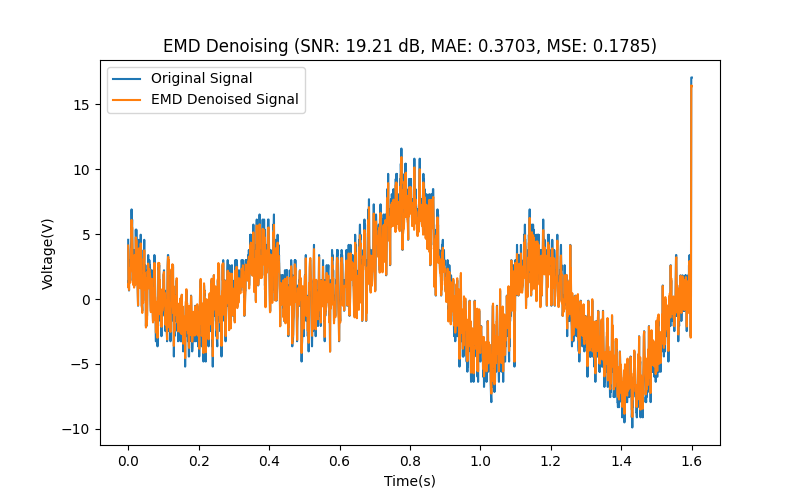 EMD Denoising (SNR: 19.21 dB, MAE: 0.3703, MSE: 0.1785)
Original Signal
EMD Denoised Signal
15
10
5
0
−5
−10
Voltage(V)
0.0 0.2 0.4 0.6 0.8 1.0 1.2 1.4 1.6
Time(s)